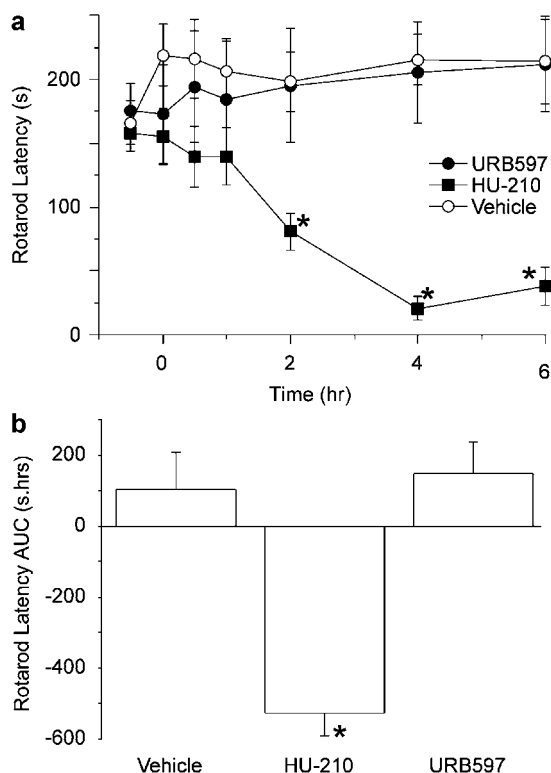 a
Rotarod Latency (s)
200
100
0
URB597
HU-210
Vehicle
*
*
*
0 2 4 6
Time (hr)
b
Rotarod Latency AUC (s.hrs)
200
0
-200
-400
-600
*
Vehicle HU-210 URB597